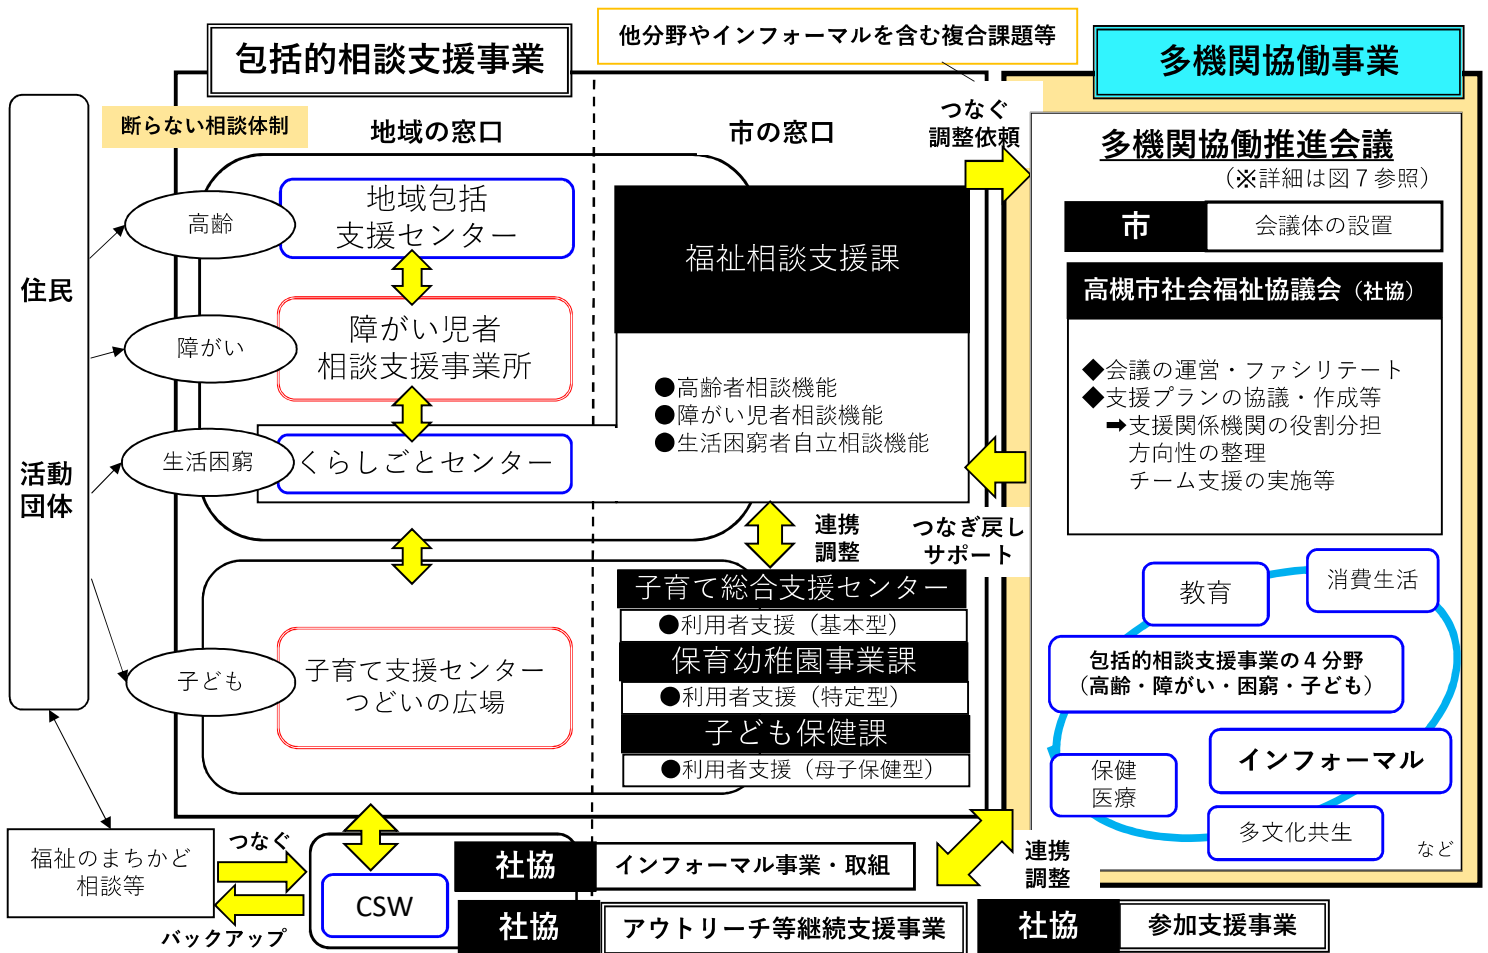 他分野やインフォーマルを含む複合課題等
包括的相談支援事業
多機関協働事業
断らない相談体制
地域の窓口
市の窓口
つなぐ
調整依頼
住民
活動
団体
高齢
地域包括
支援センター
障がい
障がい児者
相談支援事業所
生活困窮
くらしごとセンター
福祉相談支援課
●高齢者相談機能
●障がい児者相談機能
●生活困窮者自立相談機能
連携
調整
つなぎ戻し
サポート
子ども
子育て支援センター
つどいの広場
子育て総合支援センター
●利用者支援（基本型）
保育幼稚園事業課
●利用者支援（特定型）
子ども保健課
●利用者支援（母子保健型）
多機関協働推進会議
（※詳細は図７参照）
市
会議体の設置
高槻市社会福祉協議会（社協）
◆会議の運営・ファシリテート
◆支援プランの協議・作成等
➡支援関係機関の役割分担
方向性の整理
チーム支援の実施等
教育
消費生活
包括的相談支援事業の４分野
（高齢・障がい・困窮・子ども）
インフォーマル
保健
医療
多文化共生
など
福祉のまちかど
相談等
つなぐ
バックアップ
CSW
社協
インフォーマル事業・取組
連携
調整
社協
アウトリーチ等継続支援事業
社協
参加支援事業